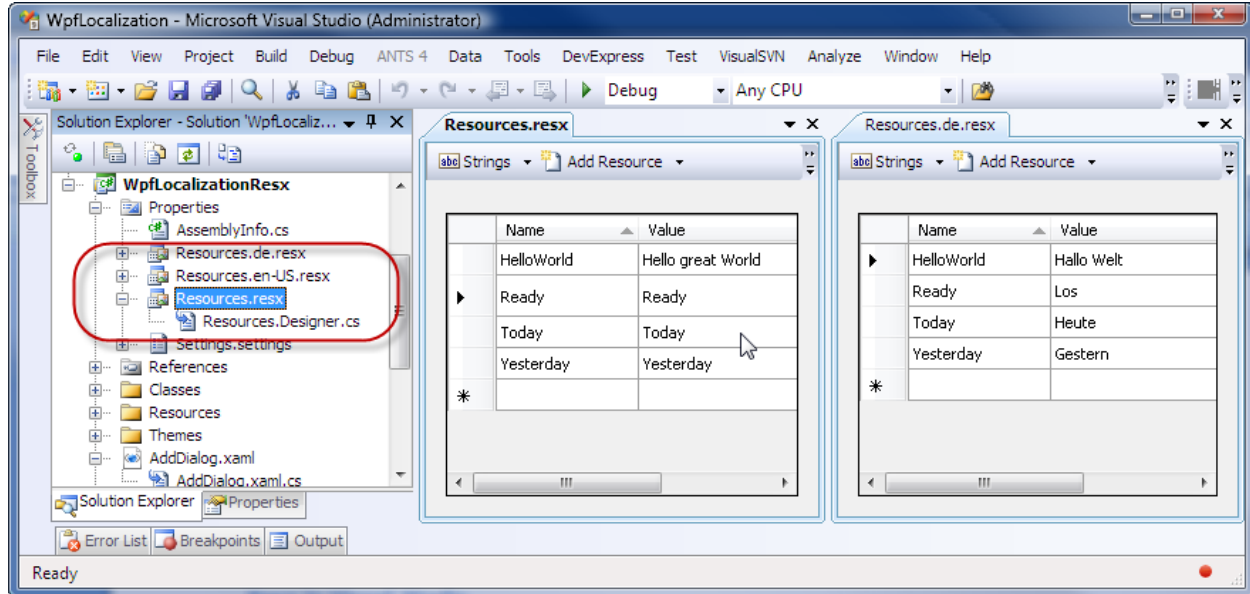 WpfLocalization - Microsoft Visual Studio (Administrator)
File Edit View Project Build Debug ANTS 4 Data Tools DevExpress Test VisualSVN Analyze Window Help
Debug Any CPU
Toolbox
Solution Explorer - Solution 'WpfLocaliz...
WpfLocalizationResx
Properties
AssemblyInfo.cs
Resources.de.resx
Resources.en-US.resx
Resources.resx
Resources.Designer.cs
Settings.settings
References
Classes
Resources
Themes
AddDialog.xaml
AddDialog.xaml.cs
Solution Explorer Properties
Resources.resx
abc Strings Add Resource
Name Value
HelloWorld Hello great World
Ready Ready
Today Today
Yesterday Yesterday
Resources.de.resx
abc Strings Add Resource
Name Value
HelloWorld Hallo Welt
Ready Los
Today Heute
Yesterday Gestern
Error List Breakpoints Output
Ready